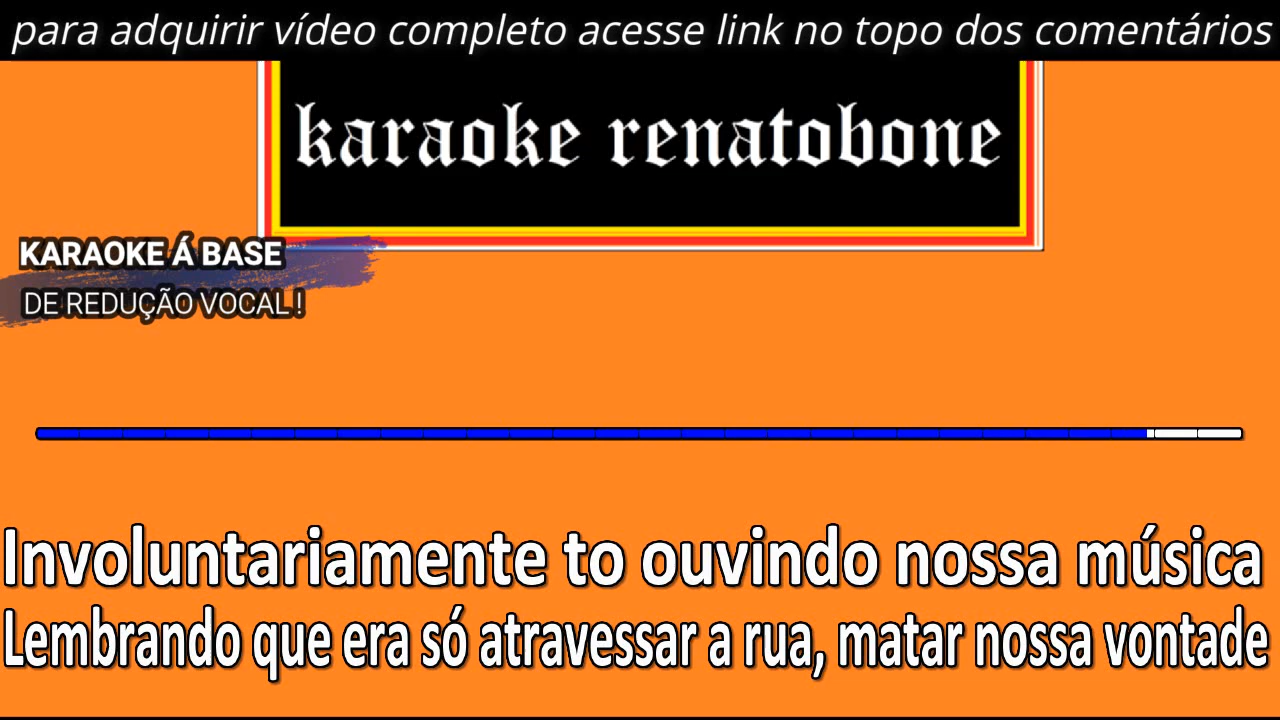 para adquirir vídeo completo acesse link no topo dos comentários
karaoke renatobone
KARAOKE Á BASE
DE REDUÇÃO VOCAL !
Involuntariamente to ouvindo nossa música
Lembrando que era só atravessar a rua, matar nossa vontade